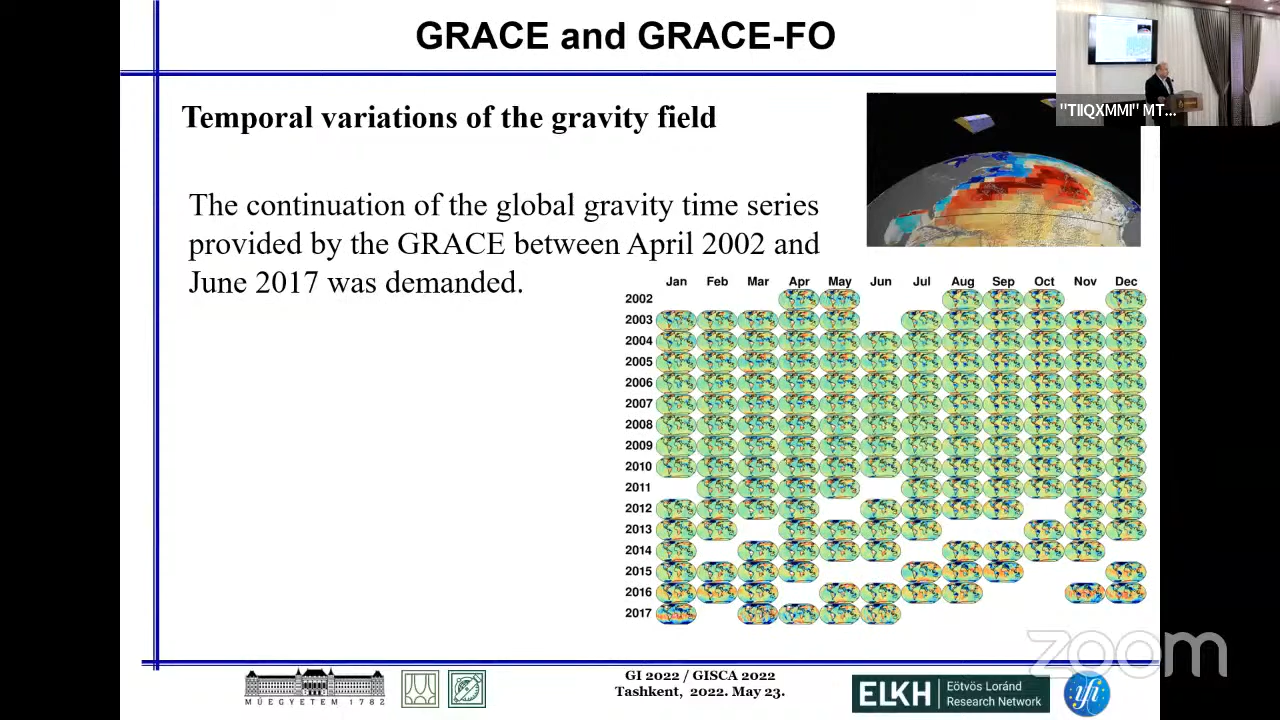 GRACE and GRACE-FO
"TIIQXMMI" MT...
Temporal variations of the gravity field
The continuation of the global gravity time series
provided by the GRACE between April 2002 and
June 2017 was demanded.
Jan Feb Mar Apr May Jun Jul Aug Sep Oct Nov Dec
2002
2003
2004
2005
2006
2007
2008
2009
2010
2011
2012
2013
2014
2015
2016
2017
zoom
MŰEGYETEM 1782
GI 2022 / GISCA 2022
Tashkent, 2022. May 23.
ELKH
Eötvös Loránd
Research Network